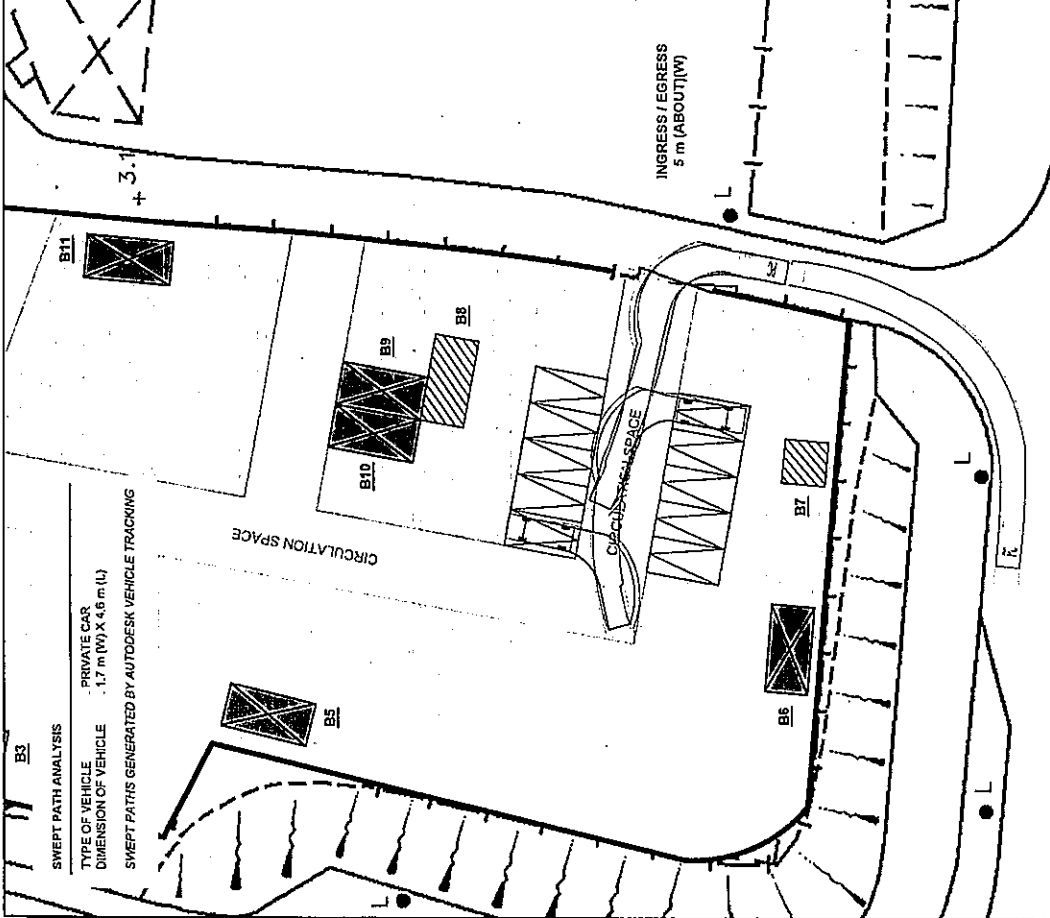 SWEPT PATH ANALYSIS
TYPE OF VEHICLE : PRIVATE CAR
DIMENSION OF VEHICLE : 1.7 m (W) X 4.6 m (L)
SWEPT PATHS GENERATED BY AUTODESK VEHICLE TRACKING
B3
B5
B6
B7
B8
B9
B10
B11
CIRCULATION SPACE
CIRCULATION SPACE
INGRESS / EGRESS
5 m (ABOUT)(W)
+ 3.1
L
L
L
L